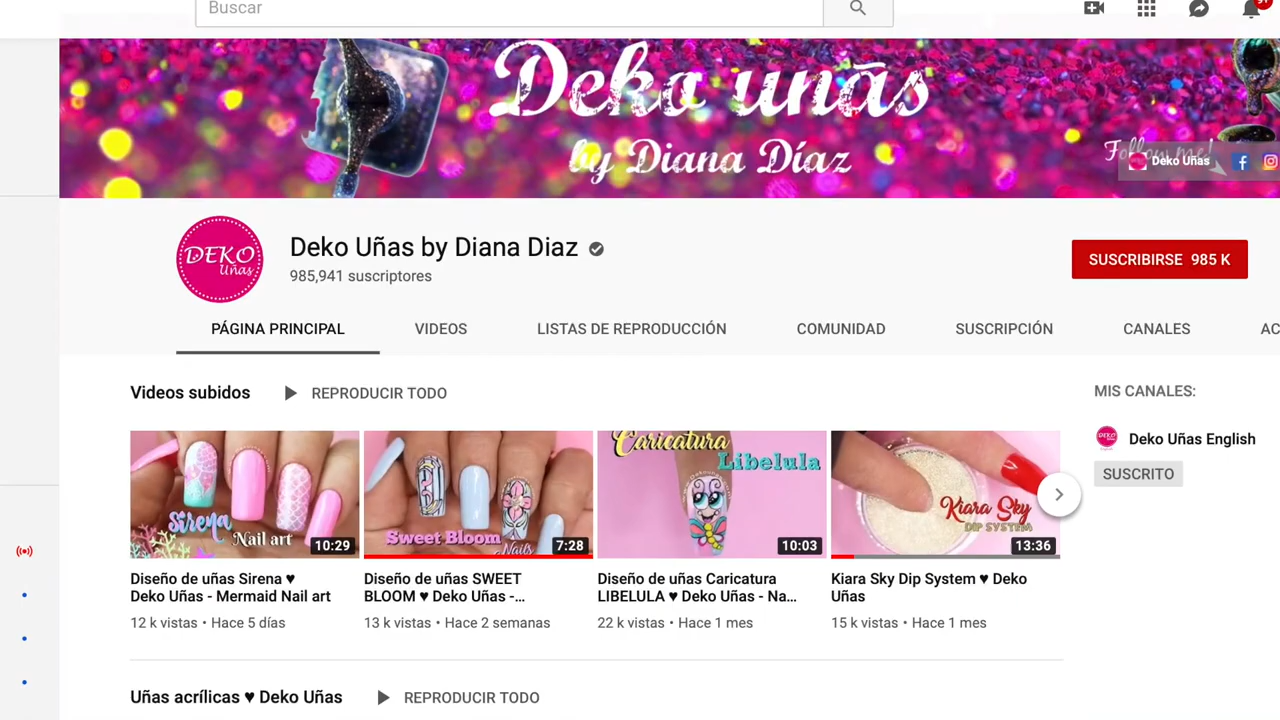 Buscar
91
Deko uñas
by Diana Díaz
Follow me!
Deko Uñas
DEKO
Uñas
Deko Uñas by Diana Diaz
985,941 suscriptores
SUSCRIBIRSE 985 K
PÁGINA PRINCIPAL VIDEOS LISTAS DE REPRODUCCIÓN COMUNIDAD SUSCRIPCIÓN CANALES AC
Videos subidos REPRODUCIR TODO
MIS CANALES:
Deko Uñas English
SUSCRITO
Sirena
Nail art
10:29
Sweet Bloom
Nails
7:28
Caricatura
Libelula
10:03
Kiara Sky
DIP SYSTEM
13:36
Diseño de uñas Sirena ♥
Deko Uñas - Mermaid Nail art
12 k vistas • Hace 5 días
Diseño de uñas SWEET
BLOOM ♥ Deko Uñas -...
13 k vistas • Hace 2 semanas
Diseño de uñas Caricatura
LIBELULA ♥ Deko Uñas - Na...
22 k vistas • Hace 1 mes
Kiara Sky Dip System ♥ Deko
Uñas
15 k vistas • Hace 1 mes
Uñas acrílicas ♥ Deko Uñas REPRODUCIR TODO